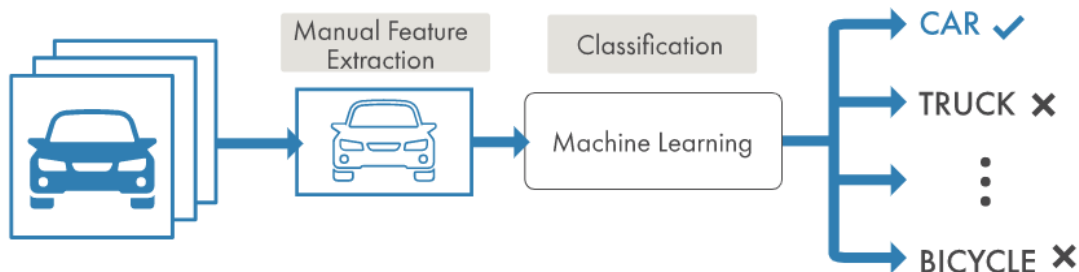 Manual Feature
Extraction
Classification
Machine Learning
CAR
TRUCK
BICYCLE